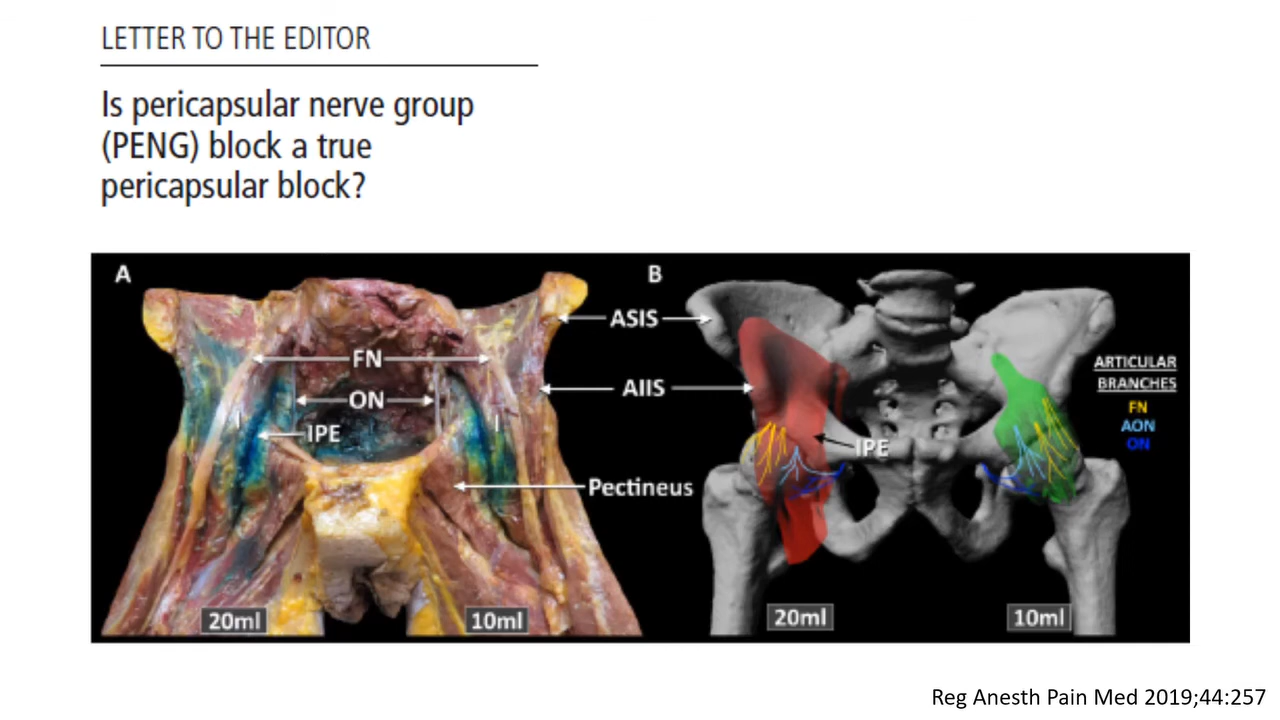 LETTER TO THE EDITOR
Is pericapsular nerve group
(PENG) block a true
pericapsular block?
A
B
ASIS
FN
AIIS
ON
I
I
IPE
IPE
Pectineus
ARTICULAR
BRANCHES
FN
AON
ON
20ml
10ml
20ml
10ml
Reg Anesth Pain Med 2019;44:257